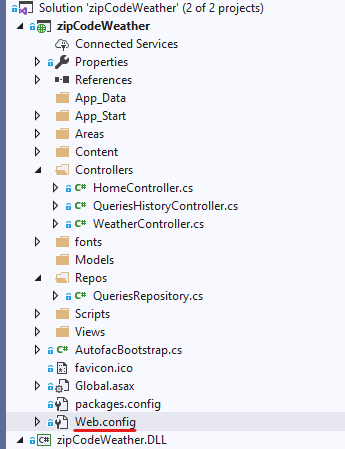 Solution 'zipCodeWeather' (2 of 2 projects)
zipCodeWeather
Connected Services
Properties
References
App_Data
App_Start
Areas
Content
Controllers
C# HomeController.cs
C# QueriesHistoryController.cs
C# WeatherController.cs
fonts
Models
Repos
C# QueriesRepository.cs
Scripts
Views
C# AutofacBootstrap.cs
favicon.ico
Global.asax
packages.config
Web.config
C# zipCodeWeather.DLL